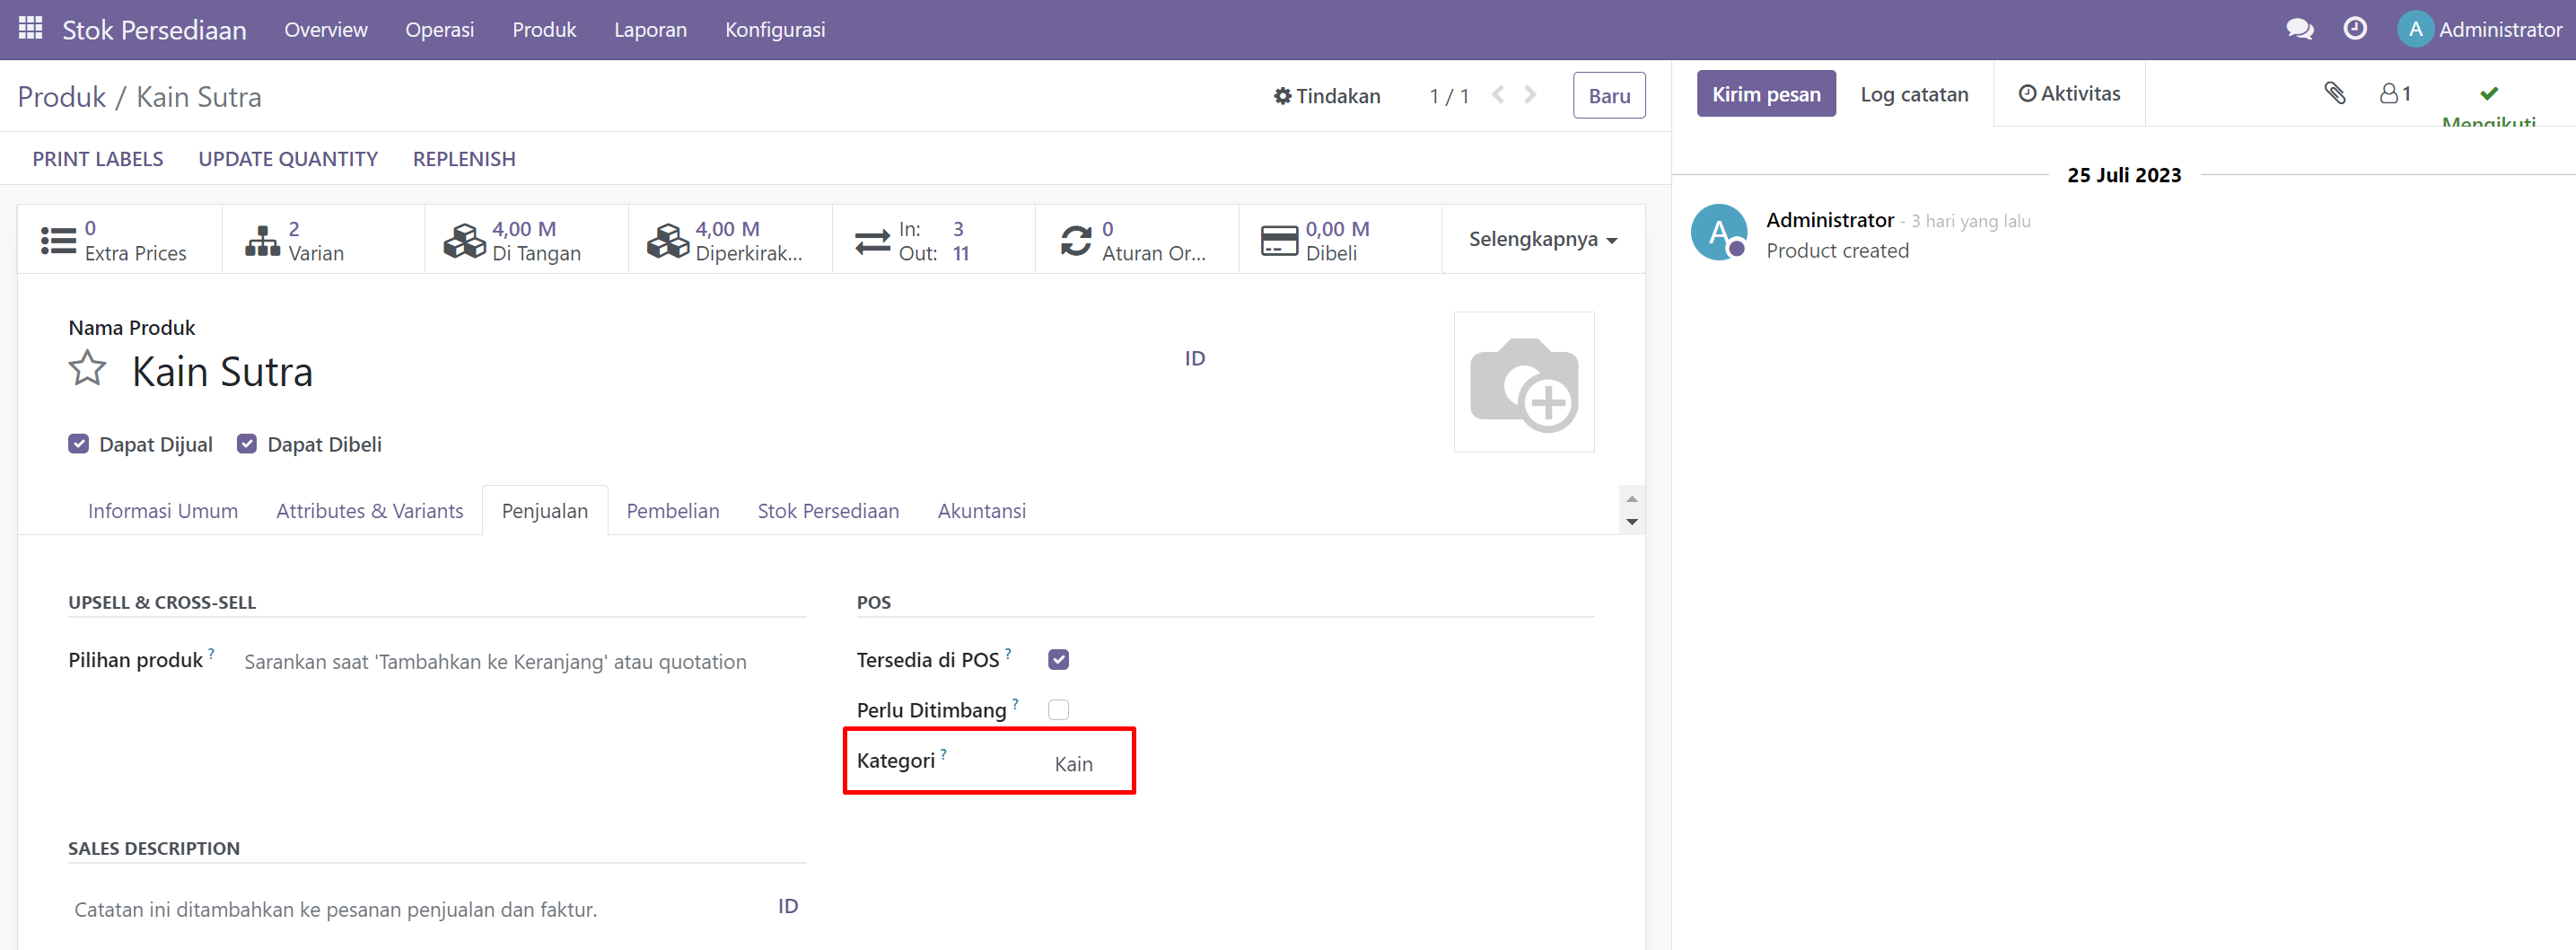 Stok Persediaan Overview Operasi Produk Laporan Konfigurasi A Administrator
Produk / Kain Sutra Tindakan 1 / 1 Baru
Kirim pesan Log catatan Aktivitas 1 Mengikuti
PRINT LABELS UPDATE QUANTITY REPLENISH
25 Juli 2023
0 Extra Prices
2 Varian
4,00 M Di Tangan
4,00 M Diperkirak...
In: 3
Out: 11
0 Aturan Or...
0,00 M Dibeli
Selengkapnya
A Administrator - 3 hari yang lalu
Product created
Nama Produk
Kain Sutra ID
Dapat Dijual Dapat Dibeli
Informasi Umum Attributes & Variants Penjualan Pembelian Stok Persediaan Akuntansi
UPSELL & CROSS-SELL
Pilihan produk ? Sarankan saat 'Tambahkan ke Keranjang' atau quotation
POS
Tersedia di POS ?
Perlu Ditimbang ?
Kategori ? Kain
SALES DESCRIPTION
Catatan ini ditambahkan ke pesanan penjualan dan faktur. ID